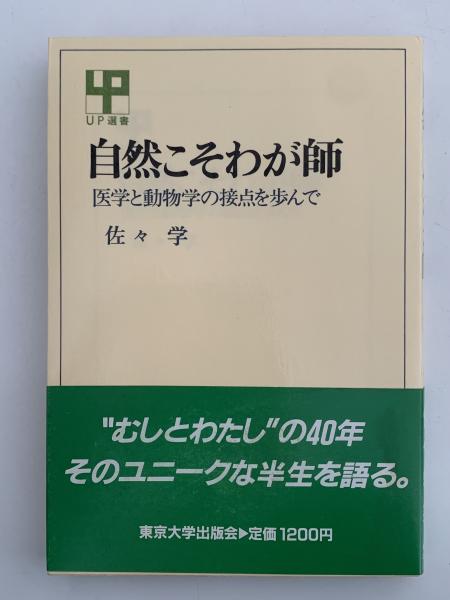 UP選書
自然こそわが師
医学と動物学の接点を歩んで
佐々 学
"むしとわたし"の40年
そのユニークな半生を語る。
東京大学出版会▶定価1200円